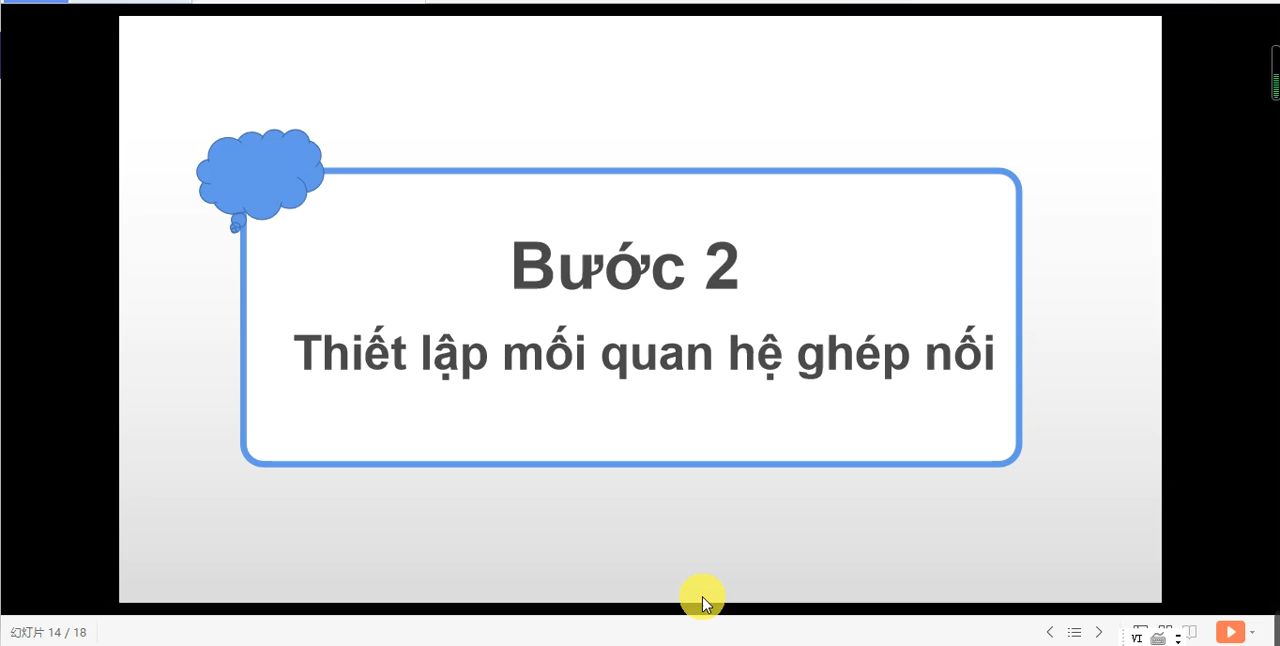 Bước 2
Thiết lập mối quan hệ ghép nối
幻灯片 14 / 18
VI